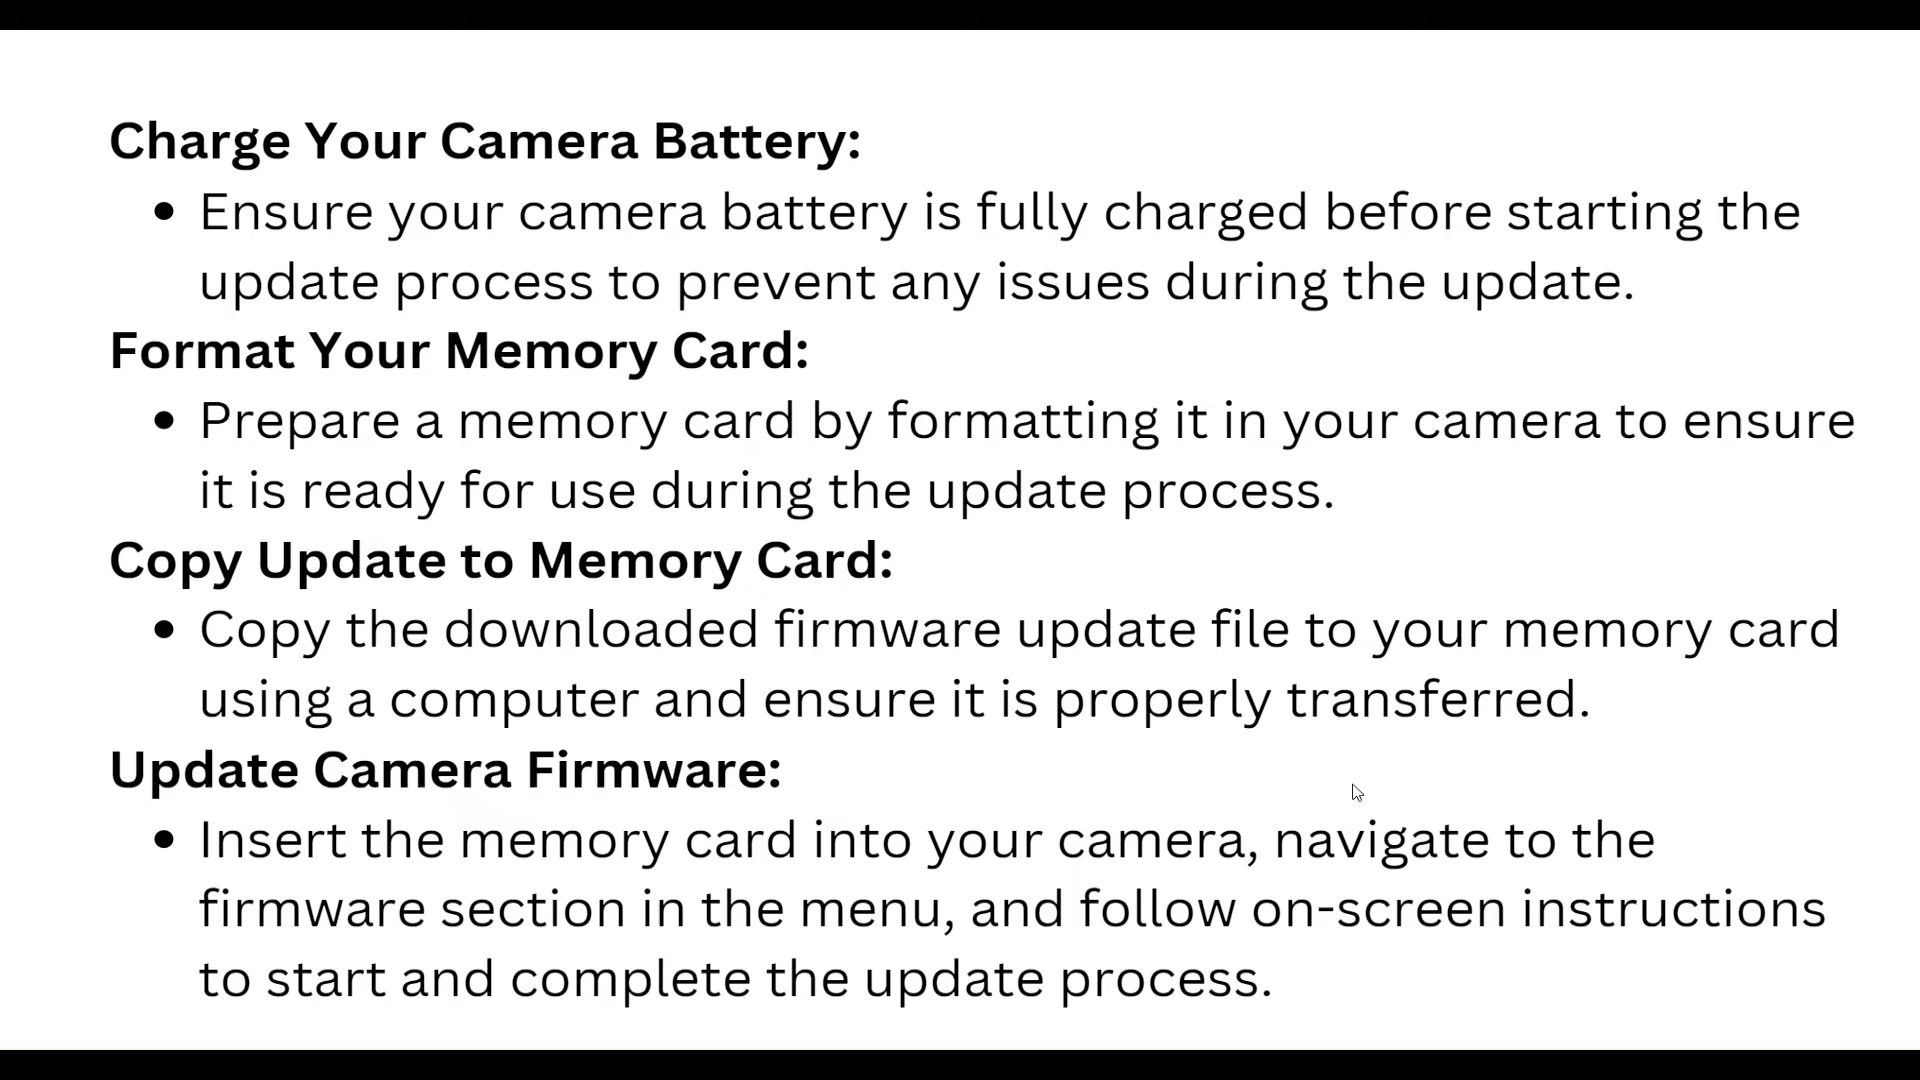 Charge Your Camera Battery:
• Ensure your camera battery is fully charged before starting the
update process to prevent any issues during the update.
Format Your Memory Card:
• Prepare a memory card by formatting it in your camera to ensure
it is ready for use during the update process.
Copy Update to Memory Card:
• Copy the downloaded firmware update file to your memory card
using a computer and ensure it is properly transferred.
Update Camera Firmware:
• Insert the memory card into your camera, navigate to the
firmware section in the menu, and follow on-screen instructions
to start and complete the update process.